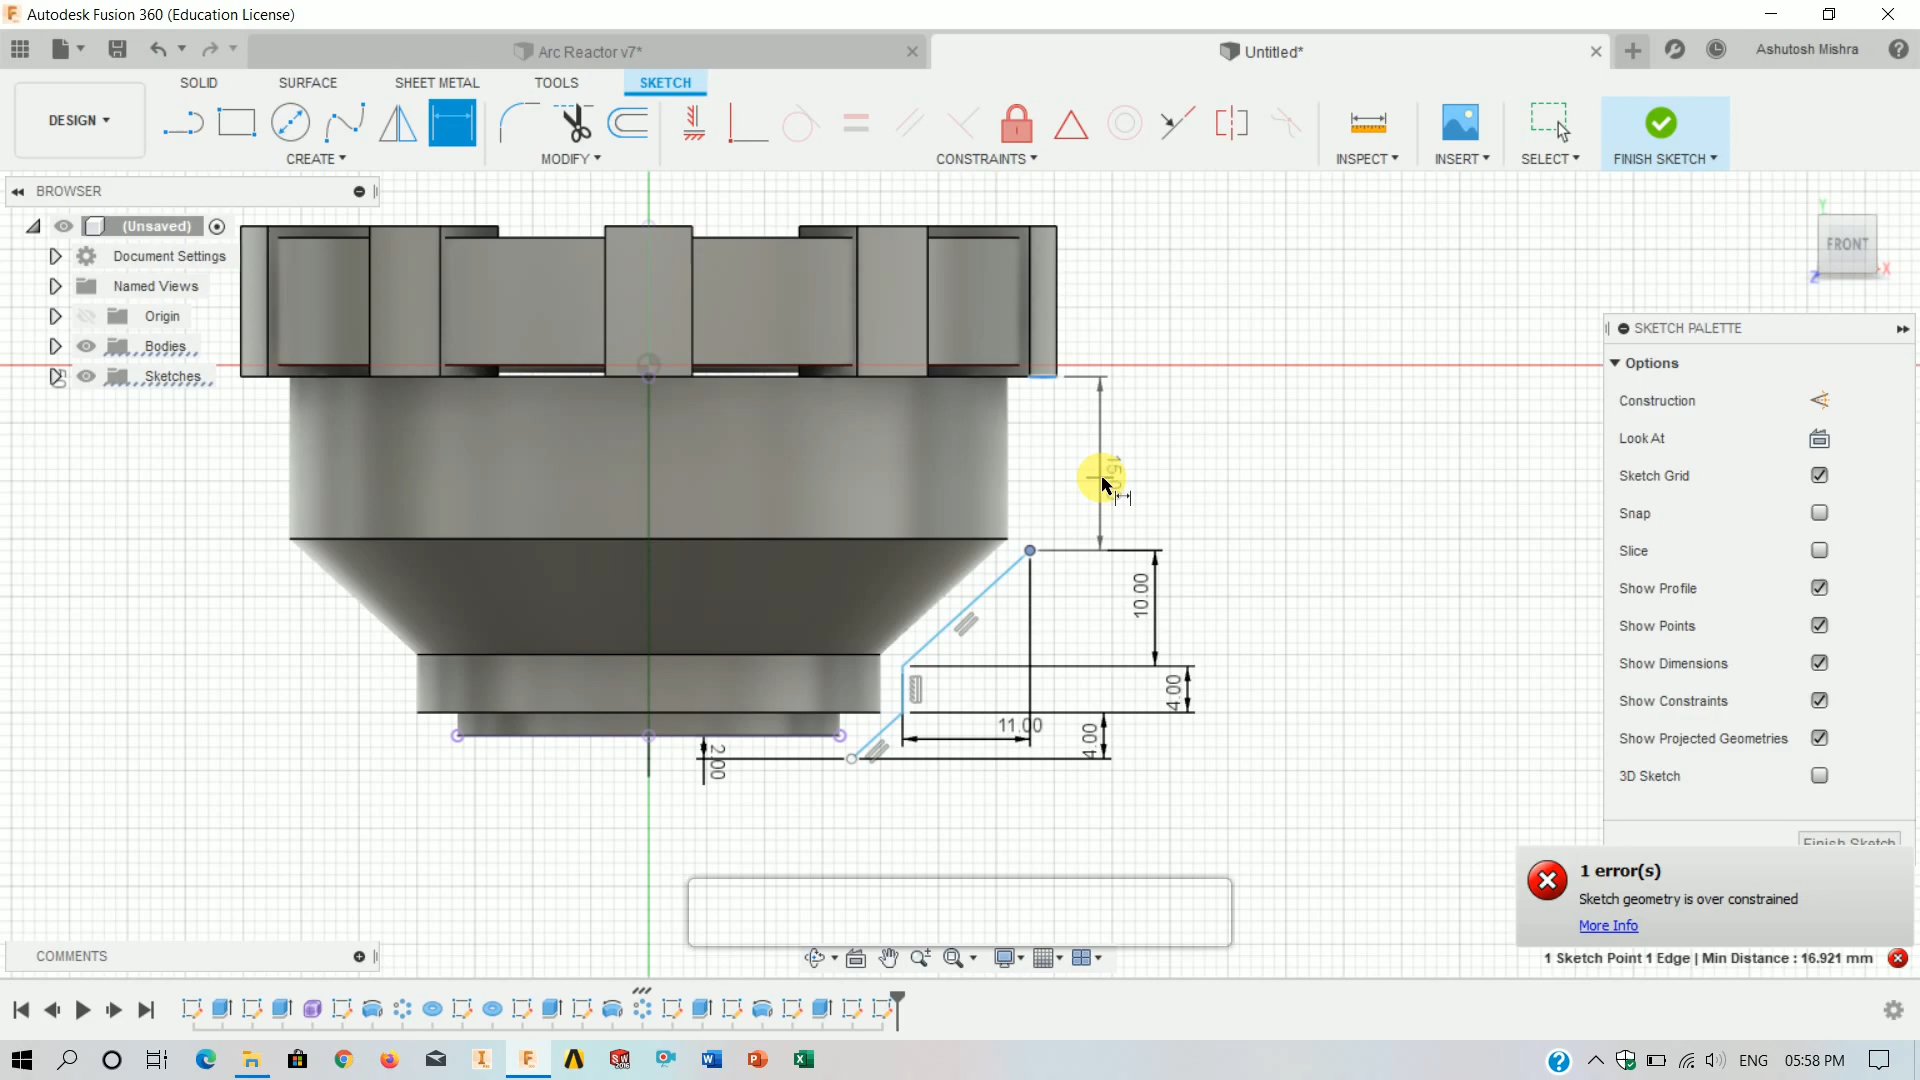 Autodesk Fusion 360 (Education License)
Arc Reactor v7*
Untitled*
Ashutosh Mishra
DESIGN
SOLID
SURFACE
SHEET METAL
TOOLS
SKETCH
CREATE
MODIFY
CONSTRAINTS
INSPECT
INSERT
SELECT
FINISH SKETCH
BROWSER
(Unsaved)
Document Settings
Named Views
Origin
Bodies
Sketches
Y
FRONT
X
Z
10.00
4.00
11.00
4.00
2.00
SKETCH PALETTE
Options
Construction
Look At
Sketch Grid
Snap
Slice
Show Profile
Show Points
Show Dimensions
Show Constraints
Show Projected Geometries
3D Sketch
Finish Sketch
1 error(s)
Sketch geometry is over constrained
More Info
COMMENTS
1 Sketch Point 1 Edge | Min Distance : 16.921 mm
ENG
05:58 PM